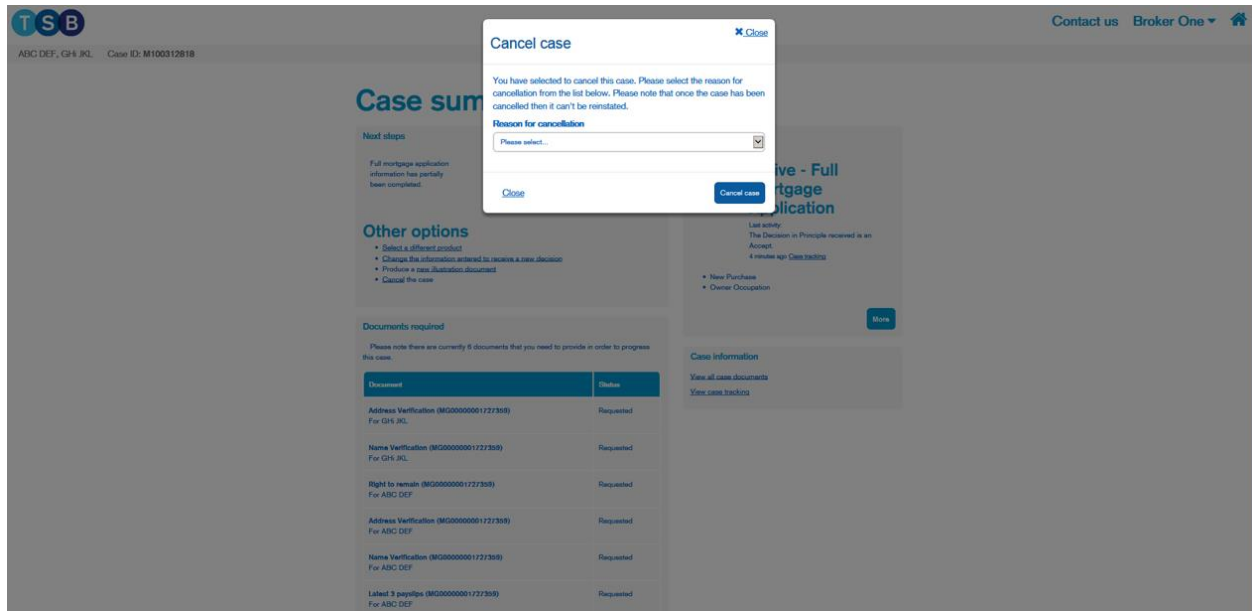 TSB
Contact us Broker One
ABC DEF, GHi JKL Case ID: M100312818
Close
Cancel case
You have selected to cancel this case. Please select the reason for
cancellation from the list below. Please note that once the case has been
cancelled then it can't be reinstated.
Reason for cancellation
Please select...
Close
Cancel case
Case sum
Next steps
Full mortgage application
information has partially
been completed.
Other options
Select a different product
Change the information entered to receive a new decision
Produce a new illustration document
Cancel the case
ive - Full
rtgage
plication
Last activity:
The Decision in Principle received is an
Accept.
4 minutes ago Case tracking
New Purchase
Owner Occupation
More
Documents required
Please note there are currently 6 documents that you need to provide in order to progress
this case.
Document Status
Address Verification (MG00000001727359) Requested
For GHi JKL
Name Verification (MG00000001727359) Requested
For GHi JKL
Right to remain (MG00000001727359) Requested
For ABC DEF
Address Verification (MG00000001727359) Requested
For ABC DEF
Name Verification (MG00000001727359) Requested
For ABC DEF
Latest 3 payslips (MG00000001727359) Requested
For ABC DEF
Case information
View all case documents
View case tracking